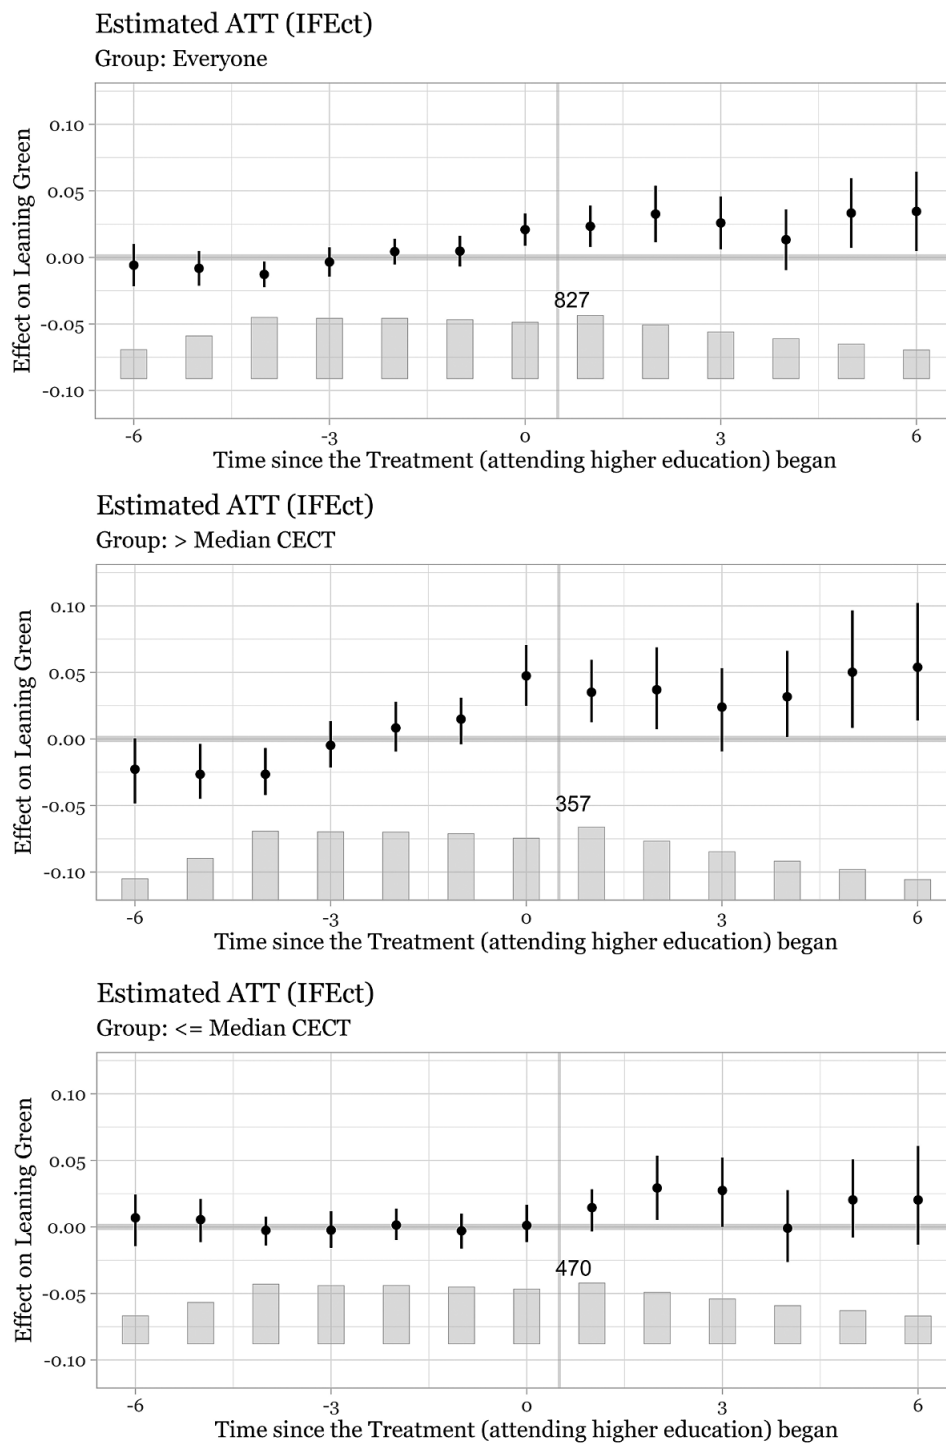 Estimated ATT (IFEct)
Group: Everyone
Effect on Leaning Green
0.10
0.05
0.00
-0.05
-0.10
827
-6 -3 0 3 6
Time since the Treatment (attending higher education) began
Estimated ATT (IFEct)
Group: > Median CECT
Effect on Leaning Green
0.10
0.05
0.00
-0.05
-0.10
357
-6 -3 0 3 6
Time since the Treatment (attending higher education) began
Estimated ATT (IFEct)
Group: <= Median CECT
Effect on Leaning Green
0.10
0.05
0.00
-0.05
-0.10
470
-6 -3 0 3 6
Time since the Treatment (attending higher education) began